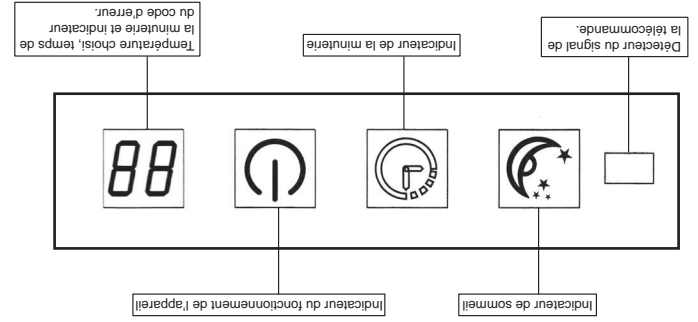 Indicateur de sommeil
Indicateur du fonctionnement de l'appareil
88
Détecteur du signal de
la télécommande.
Indicateur de la minuterie
Température choisi, temps de
la minuterie et indicateur
du code d'erreur.